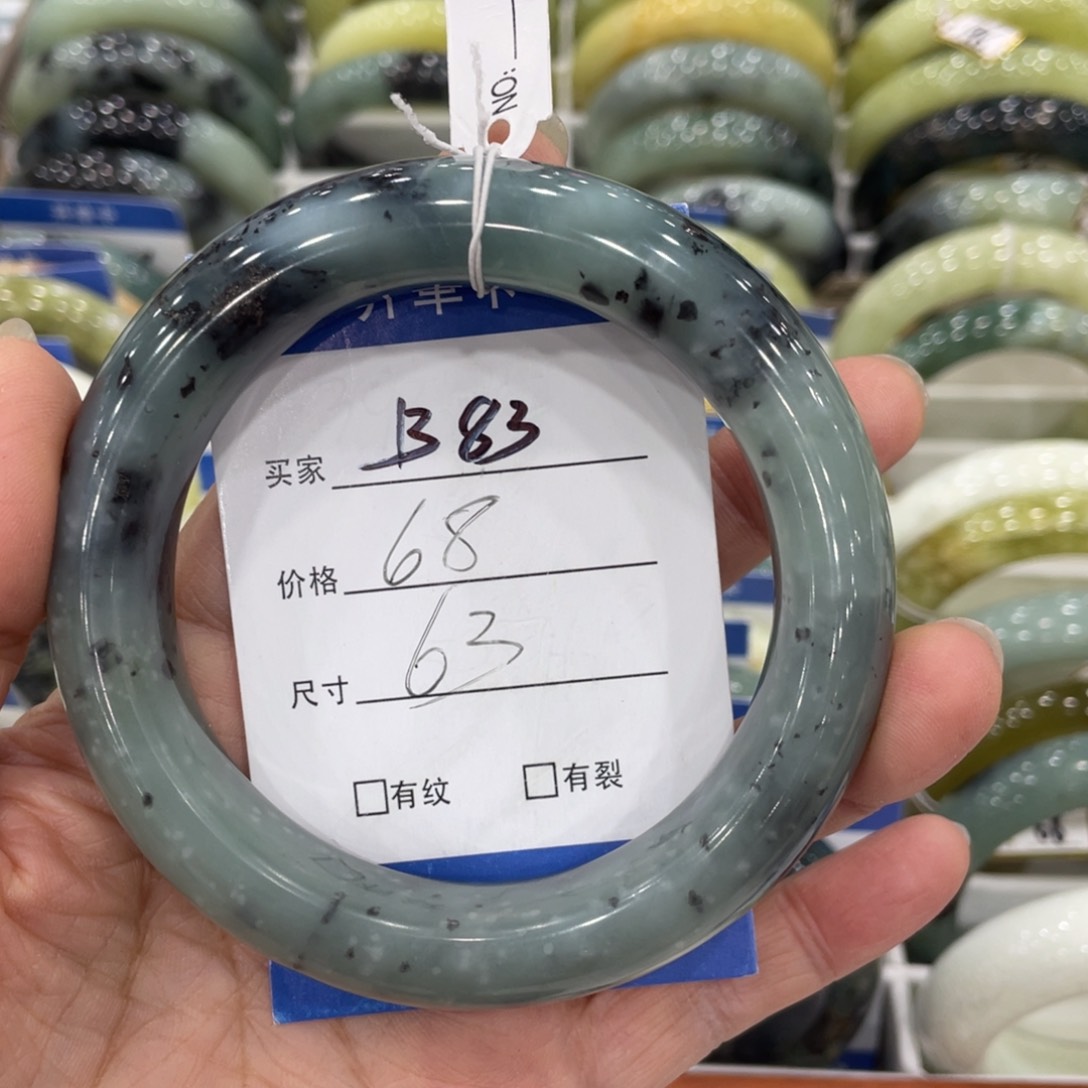 NO:
买家 B83
价格 68
尺寸 63
□有纹 □有裂